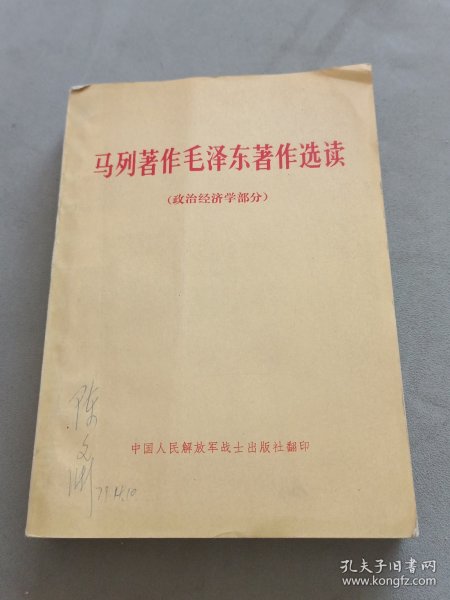 马列著作毛泽东著作选读
(政治经济学部分)
陈
文
中国人民解放军战士出版社翻印
孔夫子旧书网
www.kongfz.com